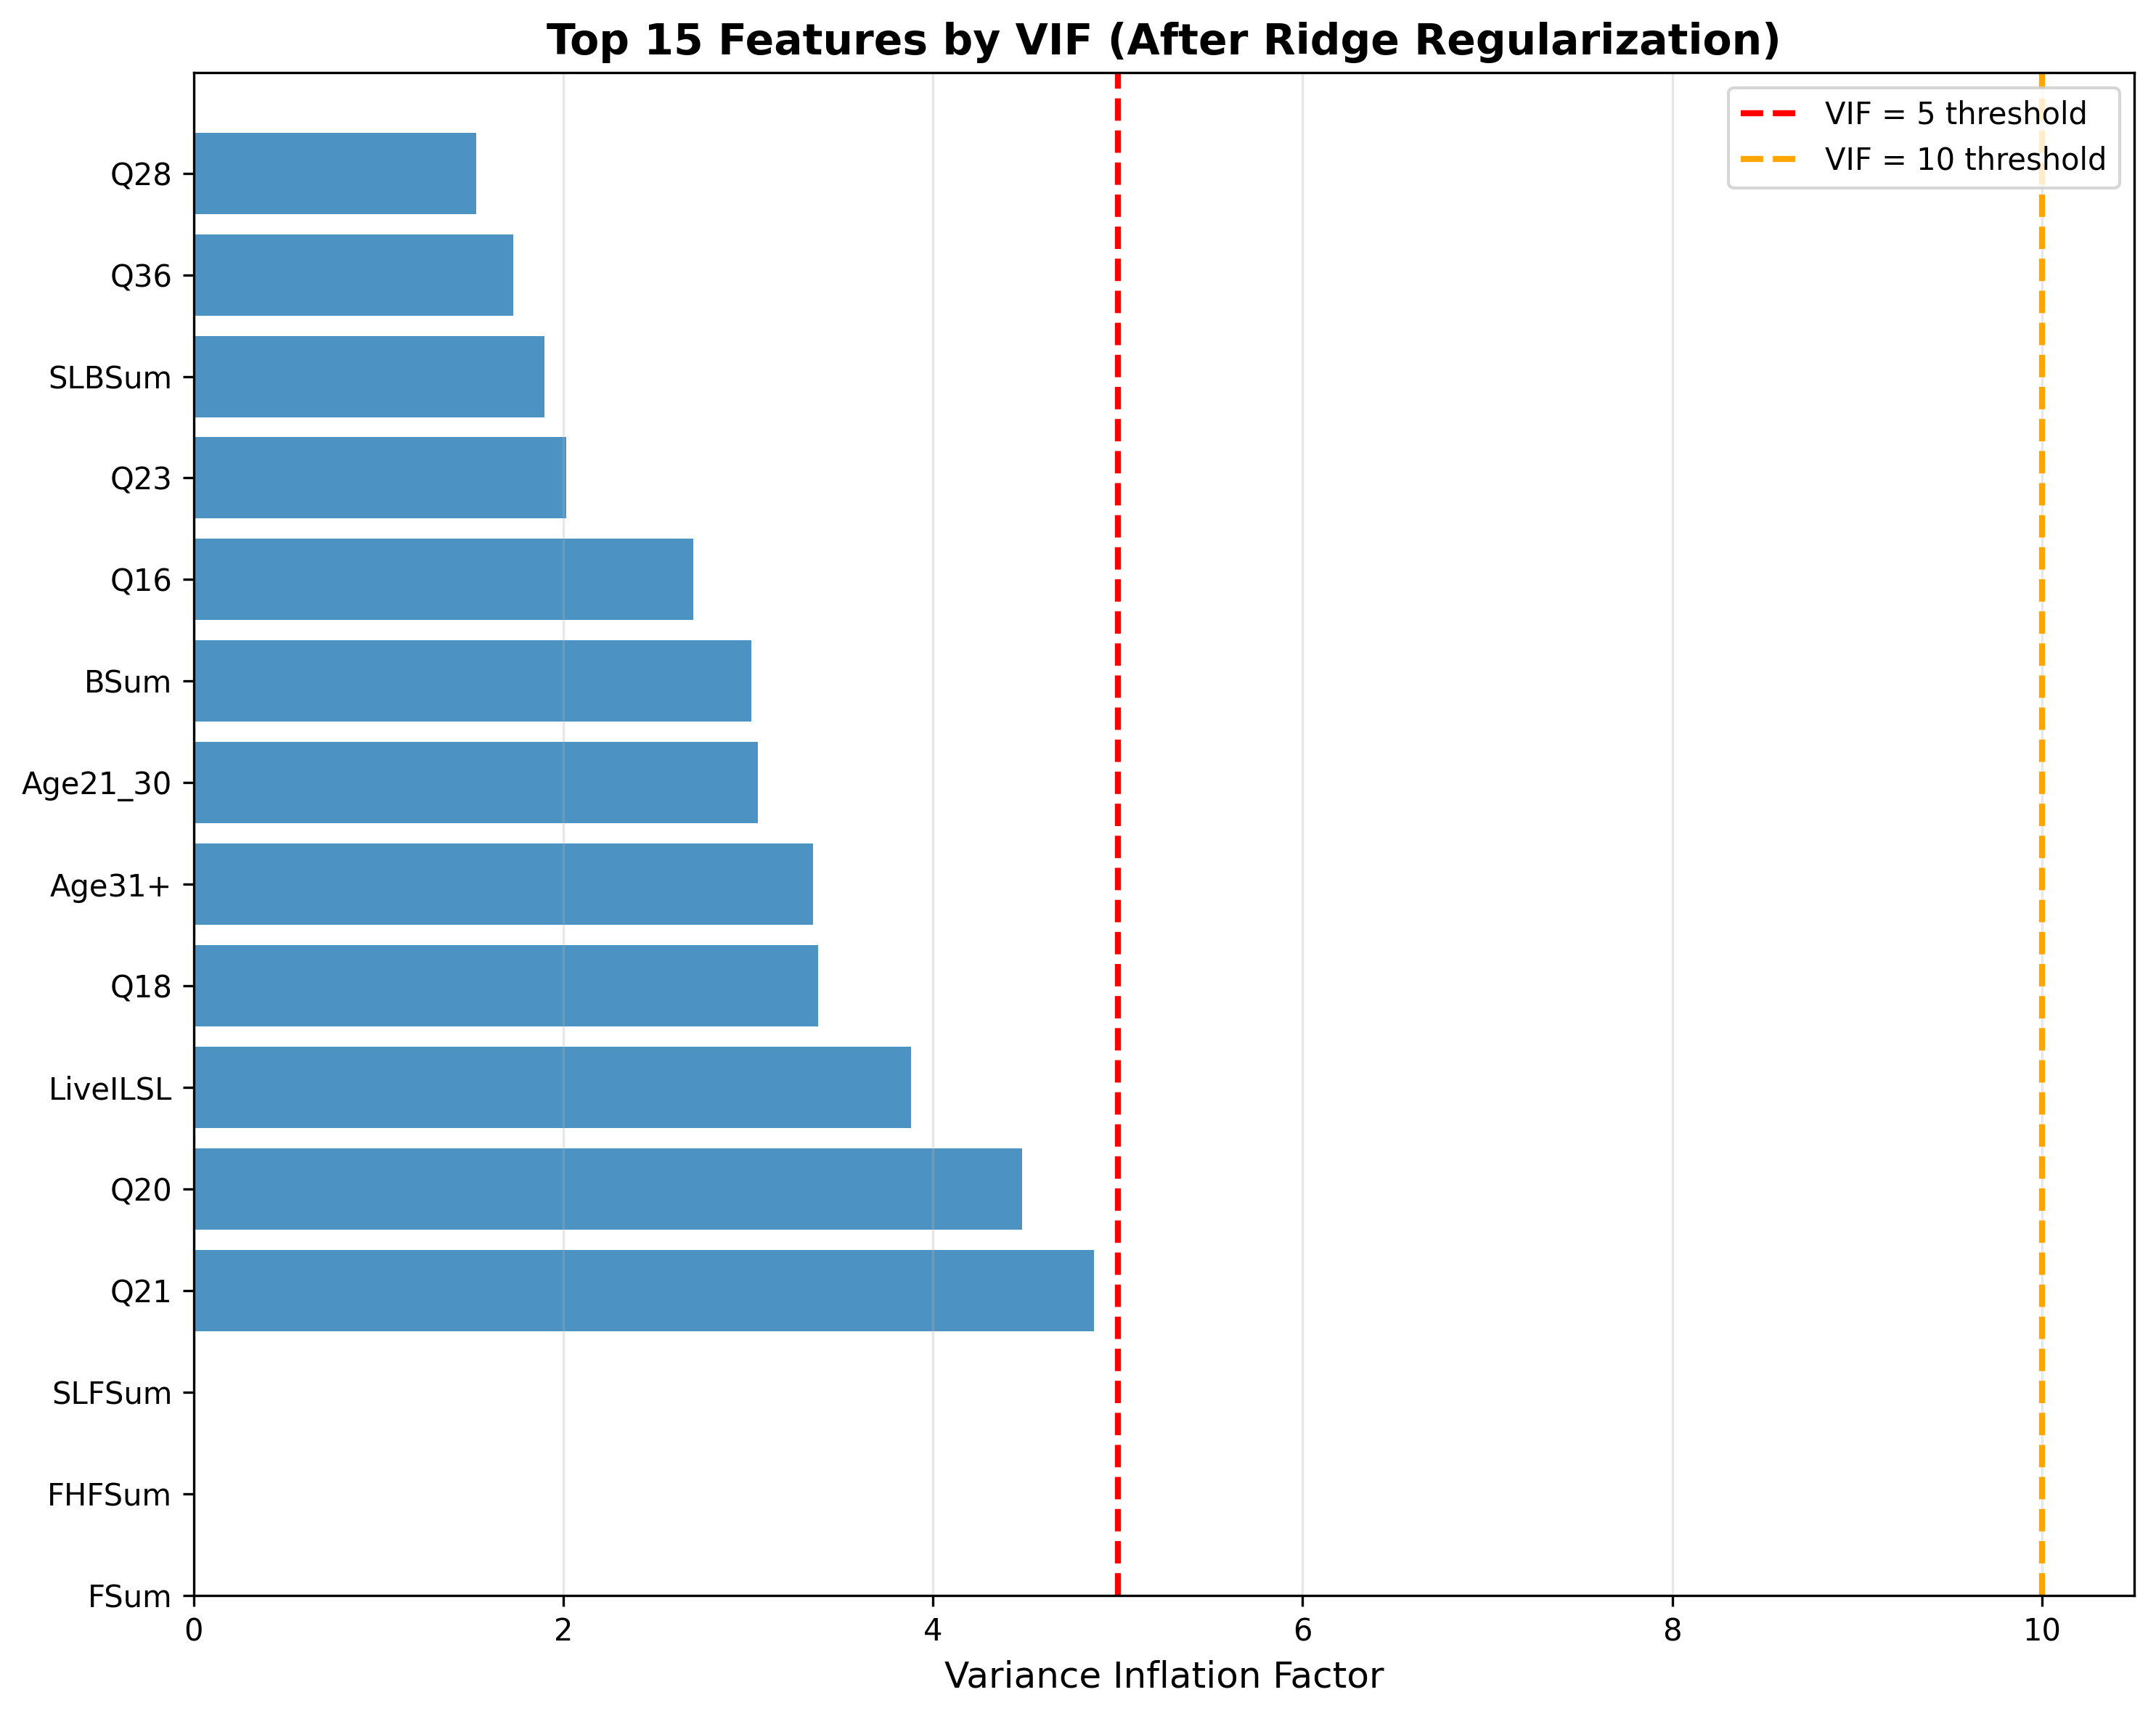 Top 15 Features by VIF (After Ridge Regularization)
VIF = 5 threshold
VIF = 10 threshold
Q28
Q36
SLBSum
Q23
Q16
BSum
Age21_30
Age31+
Q18
LiveILSL
Q20
Q21
SLFSum
FHFSum
FSum
0 2 4 6 8 10
Variance Inflation Factor